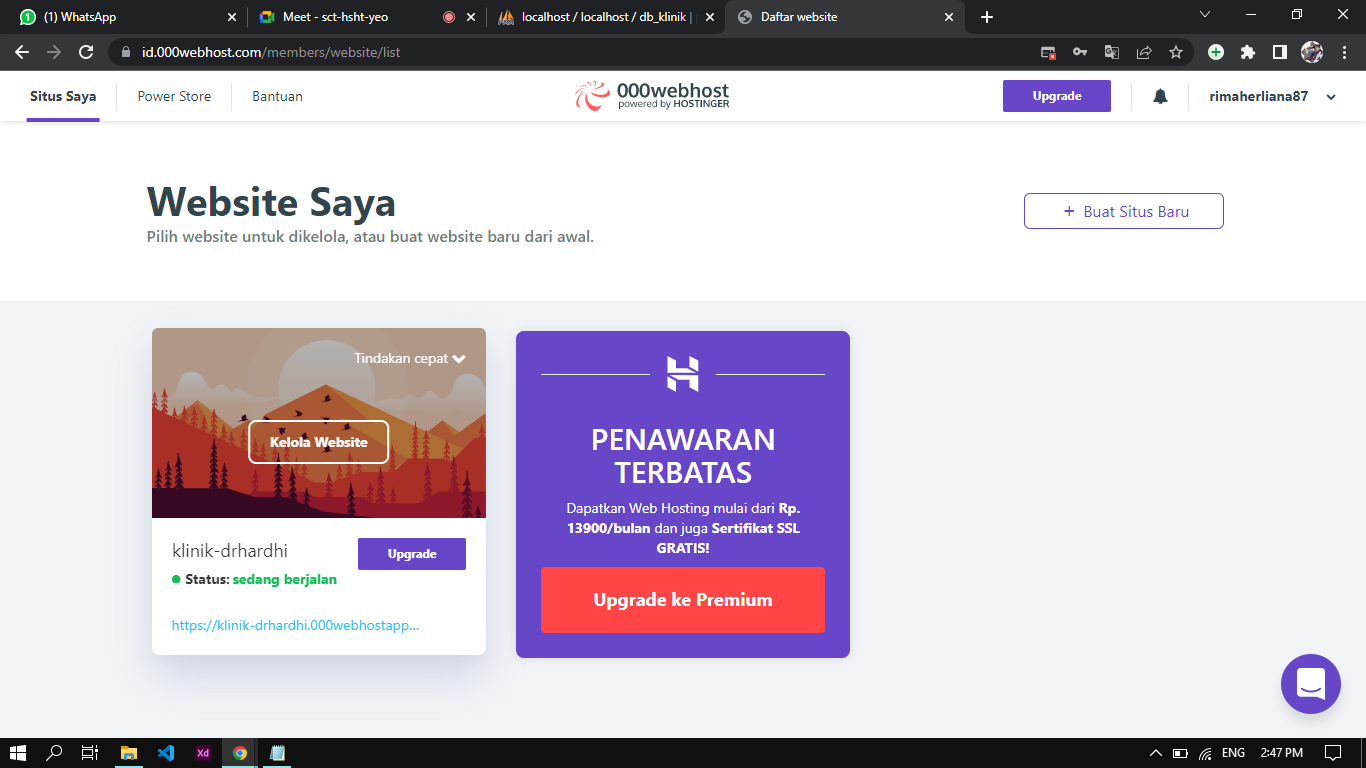 (1) WhatsApp
Meet - sct-hsht-yeo
localhost / localhost / db_klinik |
Daftar website
id.000webhost.com/members/website/list
Situs Saya
Power Store
Bantuan
000webhost
powered by HOSTINGER
Upgrade
rimaherliana87
Website Saya
Pilih website untuk dikelola, atau buat website baru dari awal.
+ Buat Situs Baru
Tindakan cepat
Kelola Website
klinik-drhardhi
Upgrade
Status: sedang berjalan
https://klinik-drhardhi.000webhostapp...
PENAWARAN
TERBATAS
Dapatkan Web Hosting mulai dari Rp.
13900/bulan dan juga Sertifikat SSL
GRATIS!
Upgrade ke Premium
Xd
ENG
2:47 PM